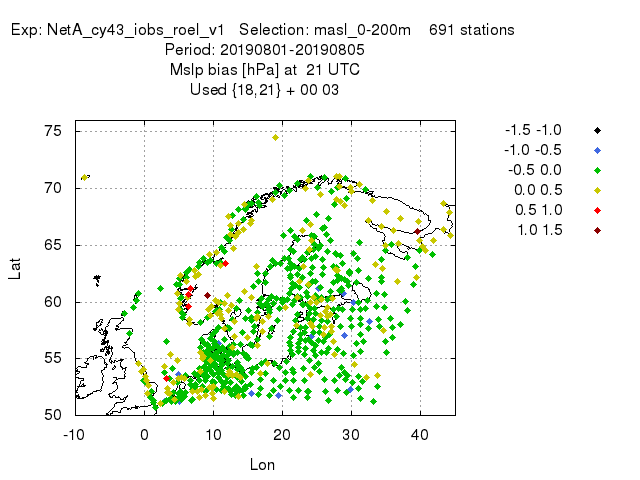 Exp: NetA_cy43_iobs_roel_v1   Selection: masl_0-200m    691 stations
Period: 20190801-20190805
Mslp bias [hPa] at  21 UTC
Used {18,21} + 00 03
75
70
65
60
55
50
Lat
-10 0 10 20 30 40
Lon
-1.5 -1.0
-1.0 -0.5
-0.5 0.0
0.0 0.5
0.5 1.0
1.0 1.5